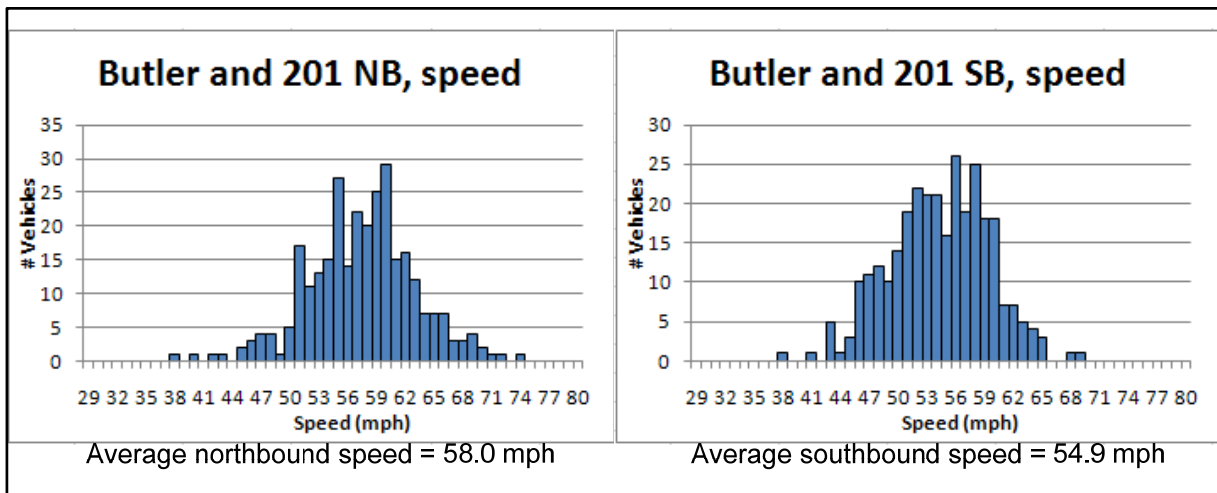 Butler and 201 NB, speed
35
30
25
20
15
10
5
0
# Vehicles
29 32 35 38 41 44 47 50 53 56 59 62 65 68 71 74 77 80
Speed (mph)
Average northbound speed = 58.0 mph
Butler and 201 SB, speed
30
25
20
15
10
5
0
# Vehicles
29 32 35 38 41 44 47 50 53 56 59 62 65 68 71 74 77 80
Speed (mph)
Average southbound speed = 54.9 mph